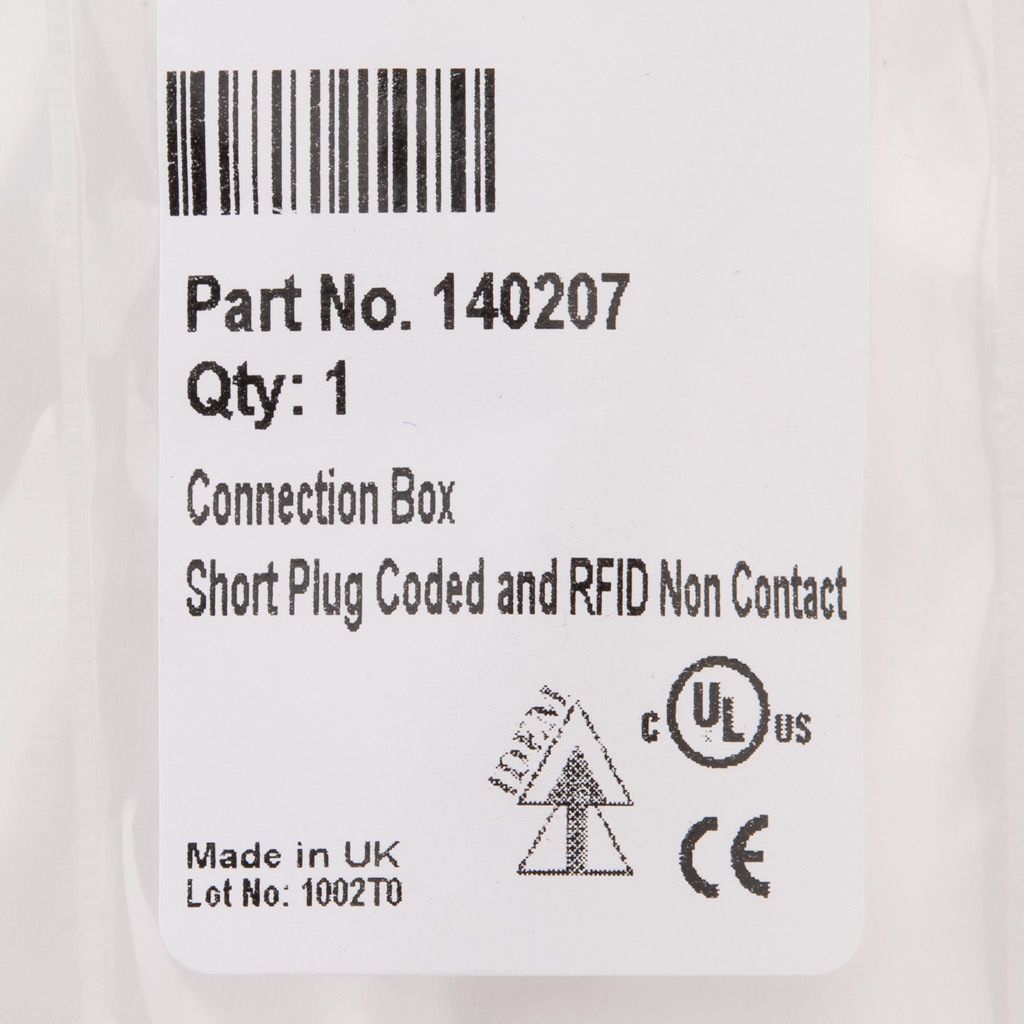 Part No. 140207
Qty: 1
Connection Box
Short Plug Coded and RFID Non Contact
IDEM
C UL US
CE
Made in UK
Lot No: 1002T0